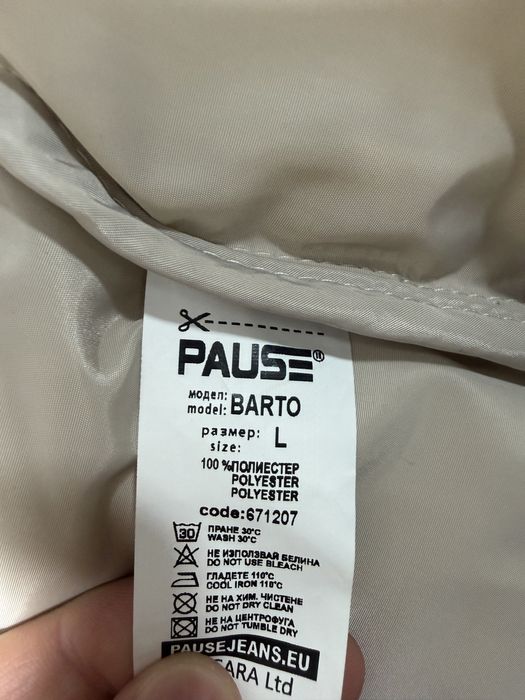 PAUSE®
модел:
model: BARTO
размер:
size: L
100 %ПОЛИЕСТЕР
POLYESTER
POLYESTER
code:671207
30 ПРАНЕ 30°C
WASH 30°C
НЕ ИЗПОЛЗВАЙ БЕЛИНА
DO NOT USE BLEACH
ГЛАДЕТЕ 110°C
COOL IRON 110°C
НЕ НА ХИМ. ЧИСТЕНЕ
DO NOT DRY CLEAN
НЕ НА ЦЕНТРОФУГА
DO NOT TUMBLE DRY
PAUSEJEANS.EU
Ltd